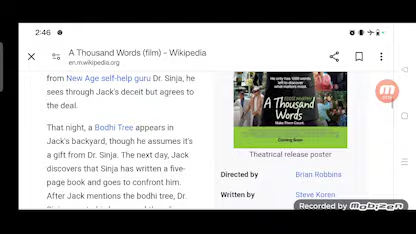 2:46
A Thousand Words (film) - Wikipedia
en.m.wikipedia.org
from New Age self-help guru Dr. Sinja, he
sees through Jack's deceit but agrees to
the deal.
That night, a Bodhi Tree appears in
Jack's backyard, though he assumes it's
a gift from Dr. Sinja. The next day, Jack
discovers that Sinja has written a five-
page book and goes to confront him.
After Jack mentions the bodhi tree, Dr.
A Thousand
Words
Make Them Count.
Coming Soon
Theatrical release poster
Directed by Brian Robbins
Written by Steve Koren
Recorded by Mobizen